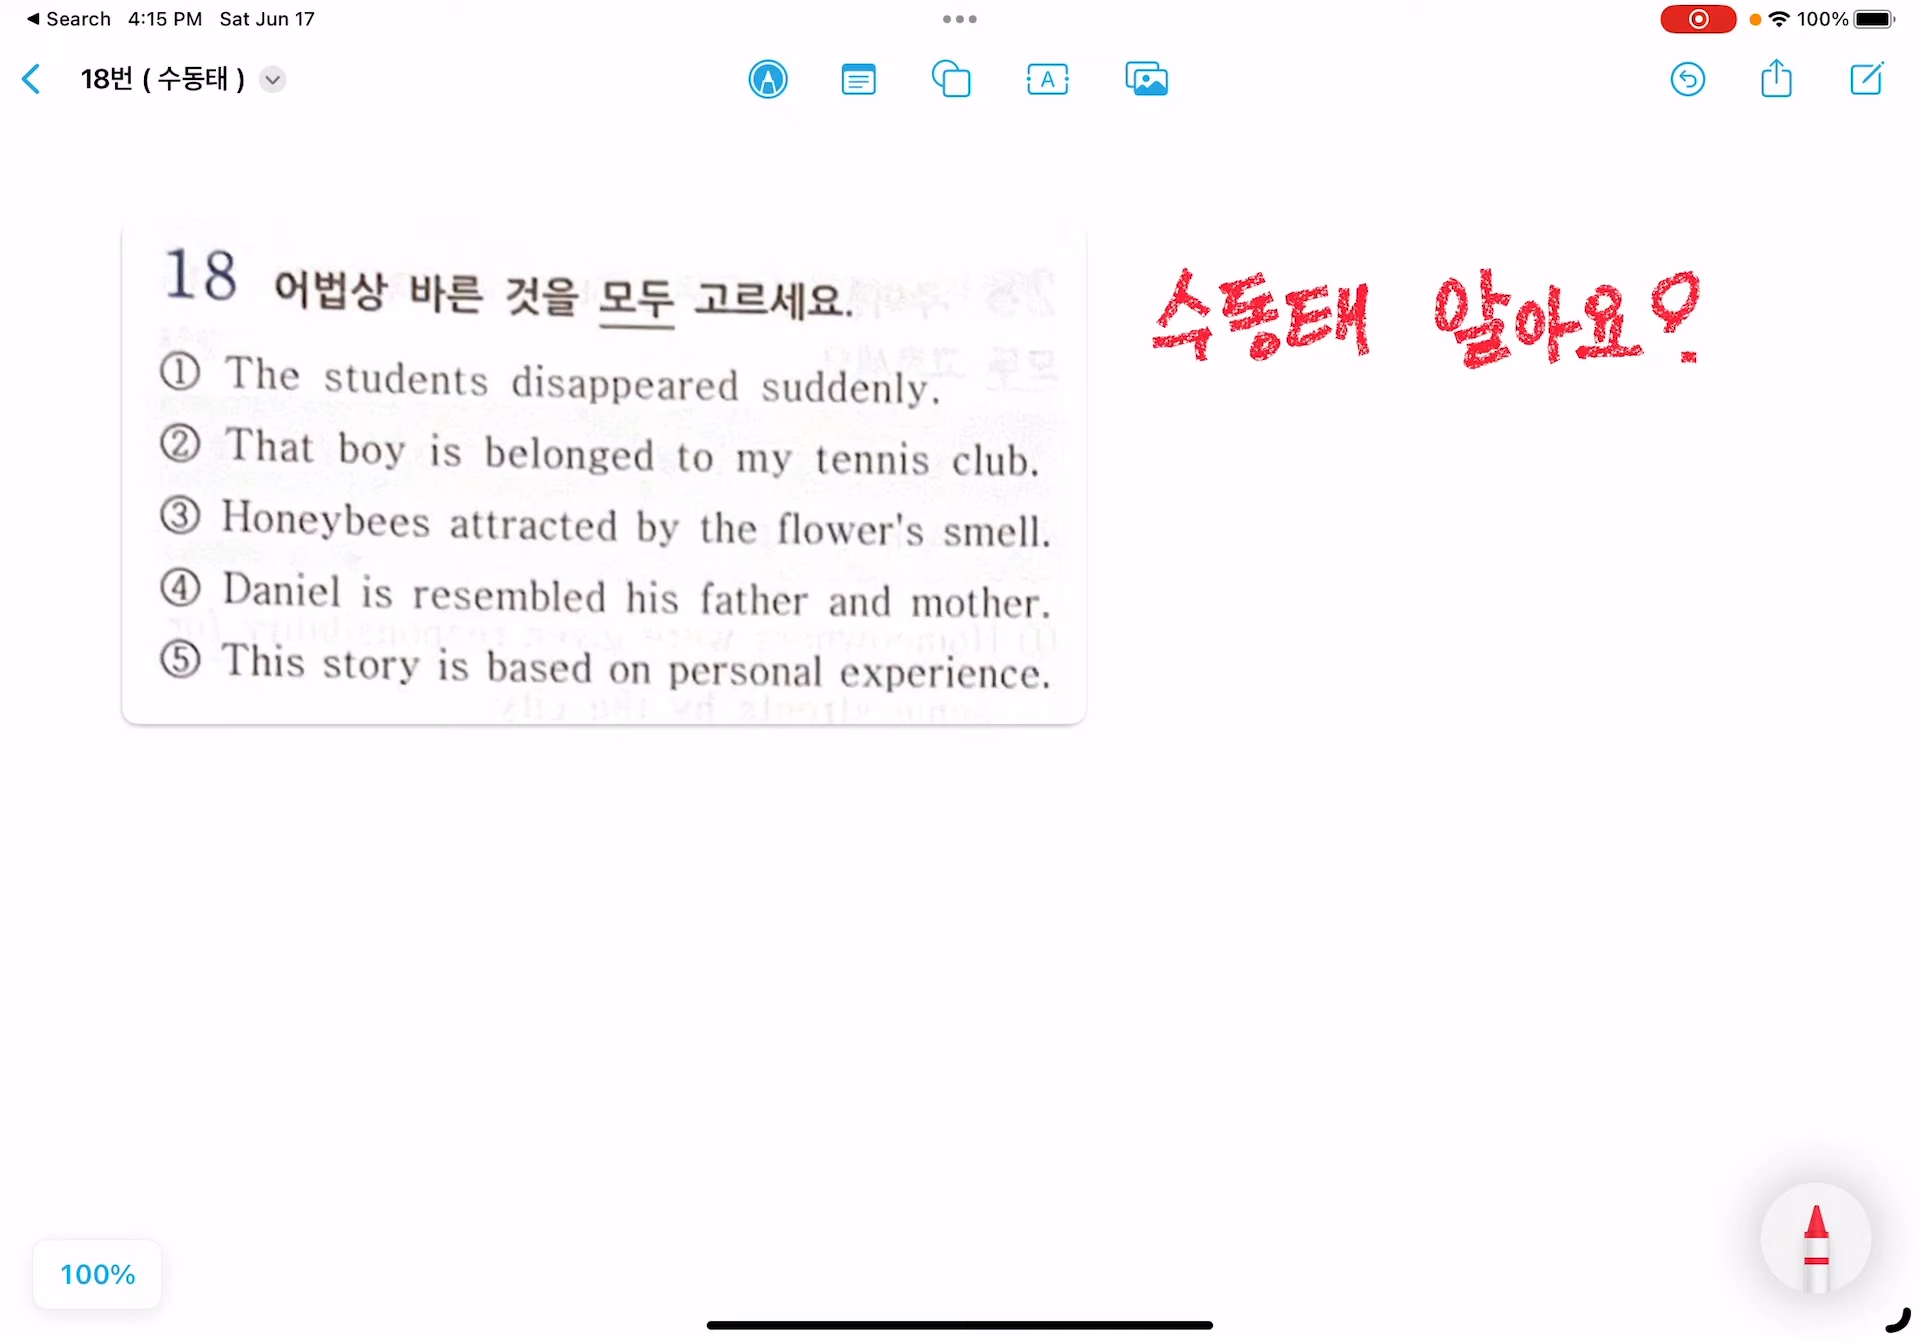 ◀ Search 4:15 PM Sat Jun 17
100%
18번 ( 수동태 )
A
18 어법상 바른 것을 모두 고르세요.
① The students disappeared suddenly.
② That boy is belonged to my tennis club.
③ Honeybees attracted by the flower's smell.
④ Daniel is resembled his father and mother.
⑤ This story is based on personal experience.
수동태 알아요?
100%